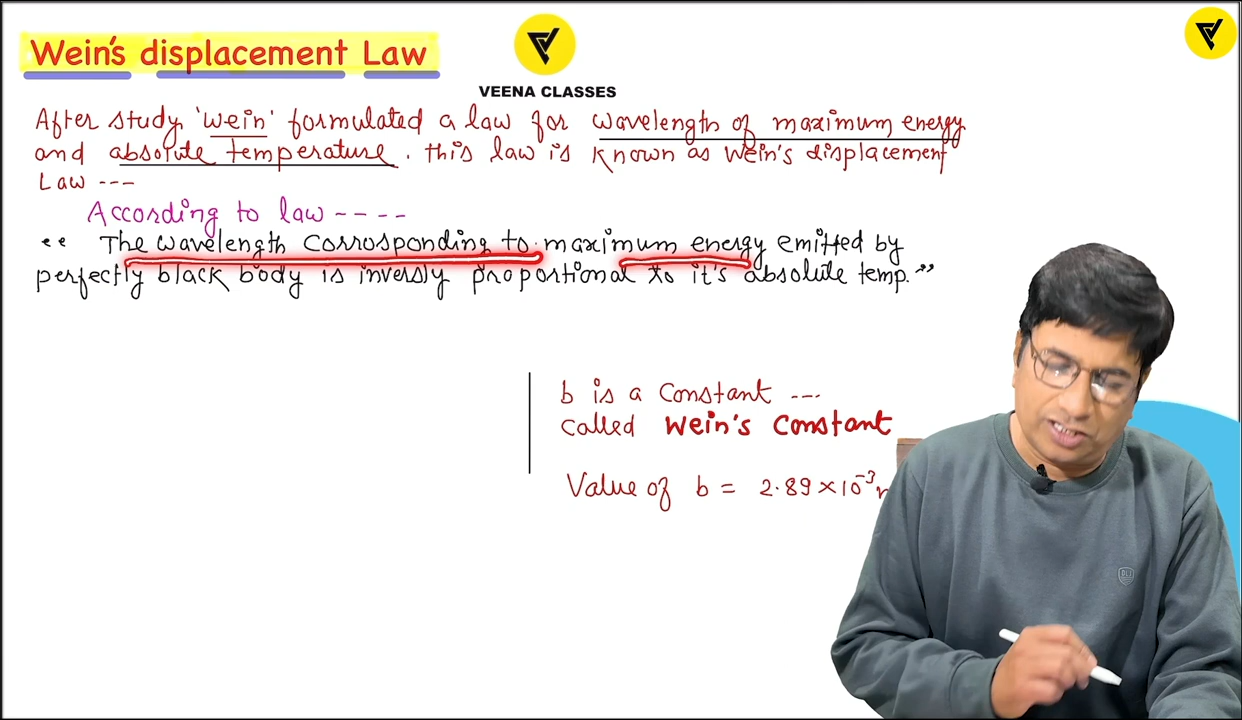 Wein's displacement Law
VEENA CLASSES
After study 'wein' formulated a law for wavelength of maximum energy
and absolute temperature. this law is known as Wein's displacement
Law ---
According to law ----
“ The wavelength corrosponding to maximum energy emitted by
perfectly black body is inversly proportional to it's absolute temp.”
b is a constant ---
called Wein's Constant
Value of b = 2.89 × 10⁻³
DLJ